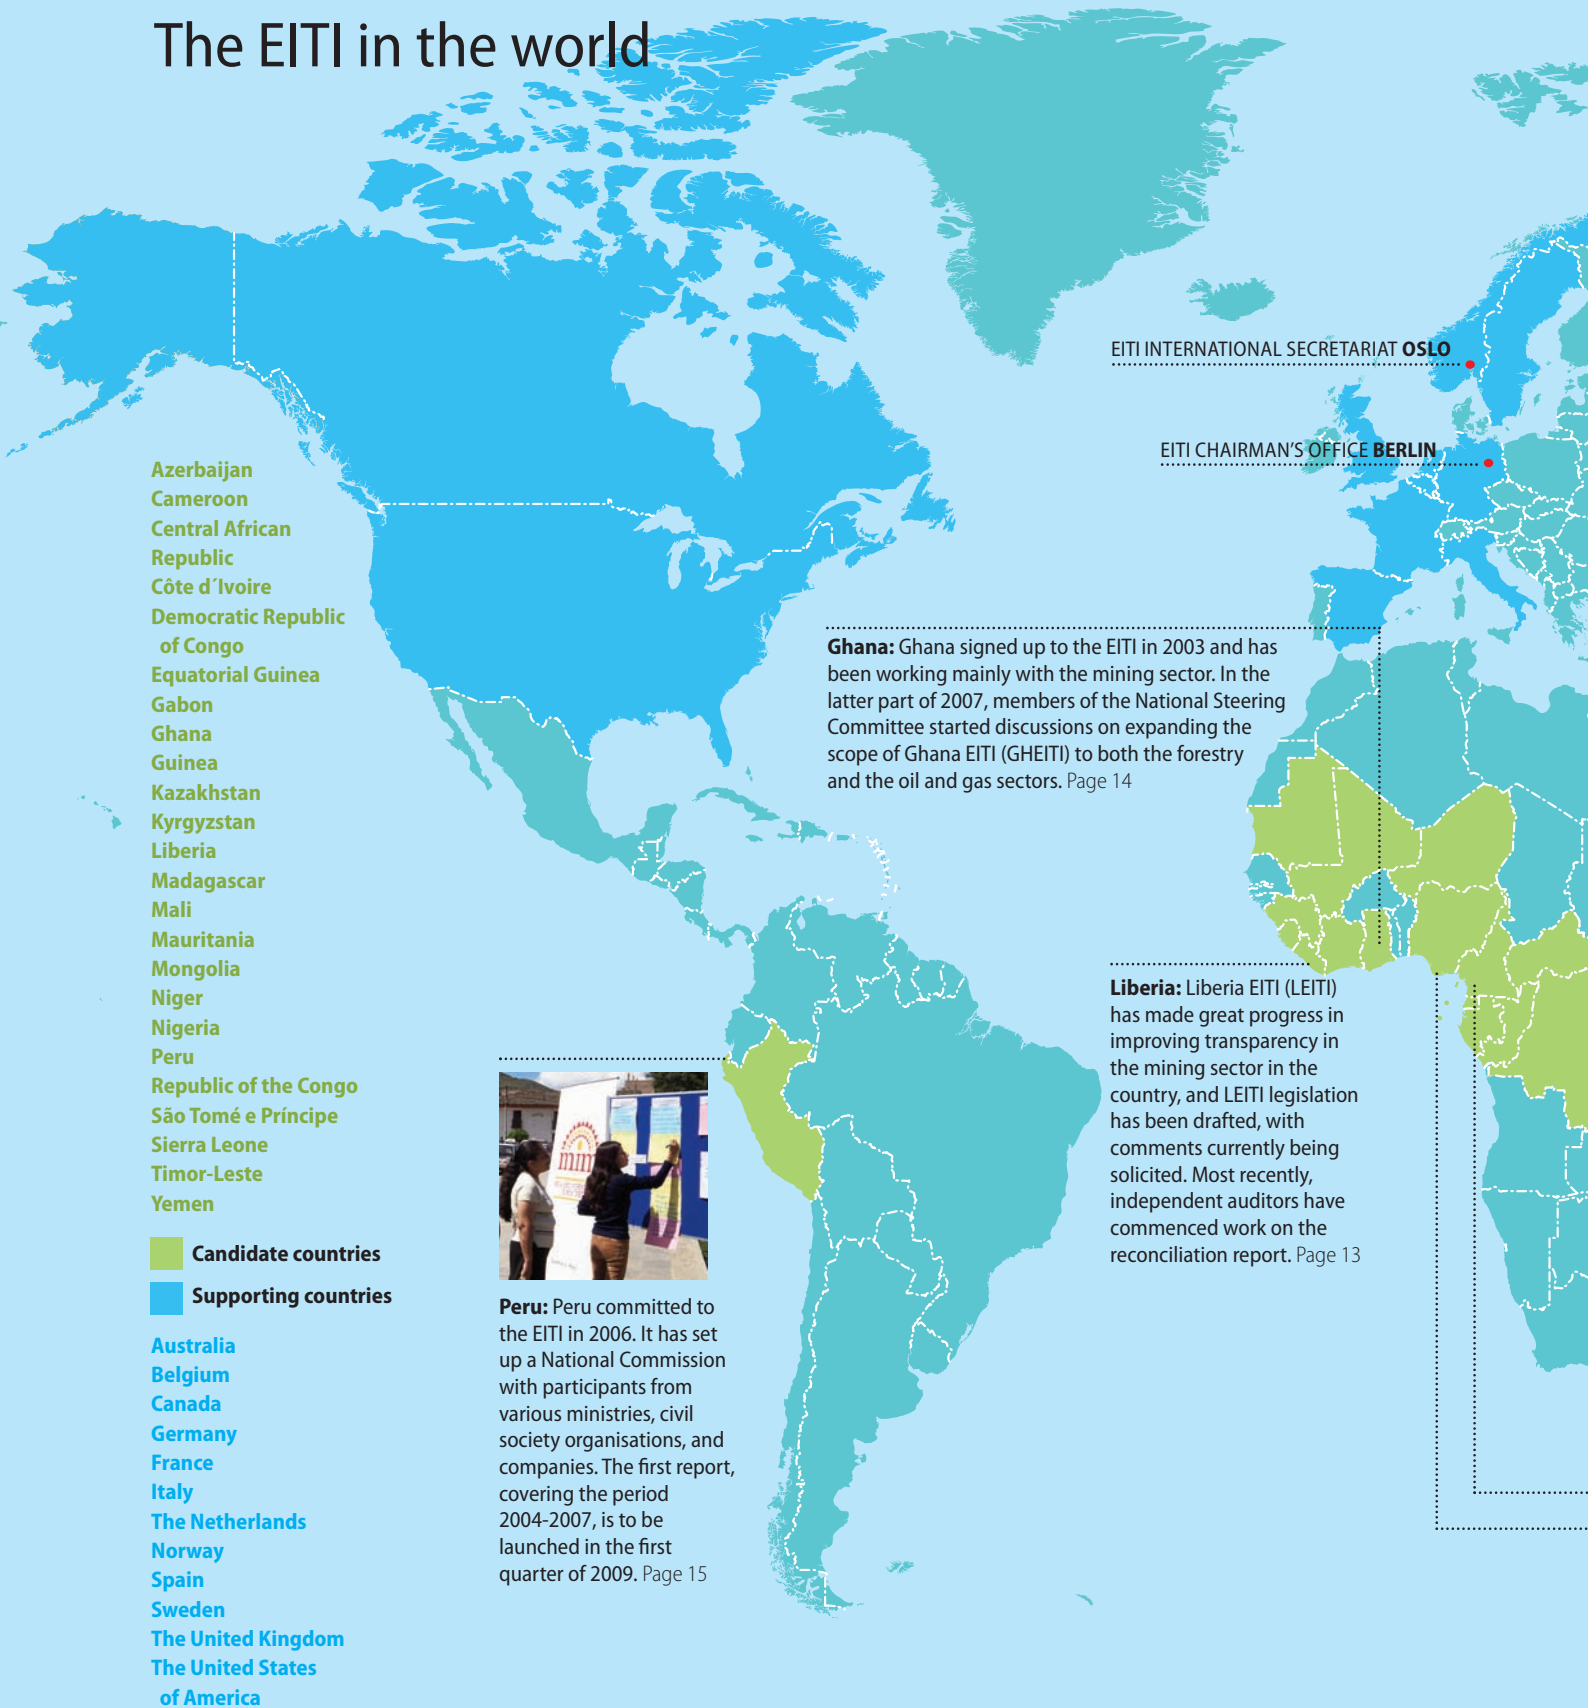 The EITI in the world
EITI INTERNATIONAL SECRETARIAT OSLO
EITI CHAIRMAN'S OFFICE BERLIN
Azerbaijan
Cameroon
Central African
Republic
Côte d´Ivoire
Democratic Republic
of Congo
Equatorial Guinea
Gabon
Ghana
Guinea
Kazakhstan
Kyrgyzstan
Liberia
Madagascar
Mali
Mauritania
Mongolia
Niger
Nigeria
Peru
Republic of the Congo
São Tomé e Príncipe
Sierra Leone
Timor-Leste
Yemen
Candidate countries
Supporting countries
Australia
Belgium
Canada
Germany
France
Italy
The Netherlands
Norway
Spain
Sweden
The United Kingdom
The United States
of America
Ghana: Ghana signed up to the EITI in 2003 and has
been working mainly with the mining sector. In the
latter part of 2007, members of the National Steering
Committee started discussions on expanding the
scope of Ghana EITI (GHEITI) to both the forestry
and the oil and gas sectors. Page 14
Liberia: Liberia EITI (LEITI)
has made great progress in
improving transparency in
the mining sector in the
country, and LEITI legislation
has been drafted, with
comments currently being
solicited. Most recently,
independent auditors have
commenced work on the
reconciliation report. Page 13
Peru: Peru committed to
the EITI in 2006. It has set
up a National Commission
with participants from
various ministries, civil
society organisations, and
companies. The first report,
covering the period
2004-2007, is to be
launched in the first
quarter of 2009. Page 15